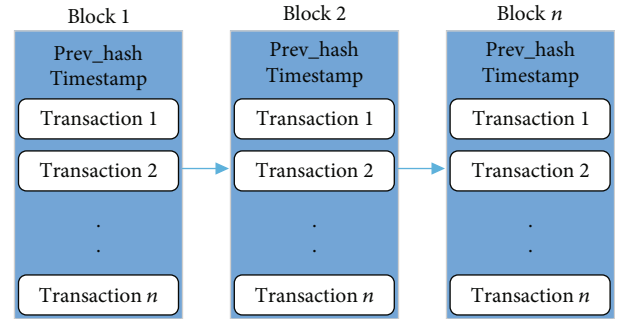 Block 1
Prev_hash
Timestamp
Transaction 1
Transaction 2
.
.
Transaction n
Block 2
Prev_hash
Timestamp
Transaction 1
Transaction 2
.
.
Transaction n
Block n
Prev_hash
Timestamp
Transaction 1
Transaction 2
.
.
Transaction n